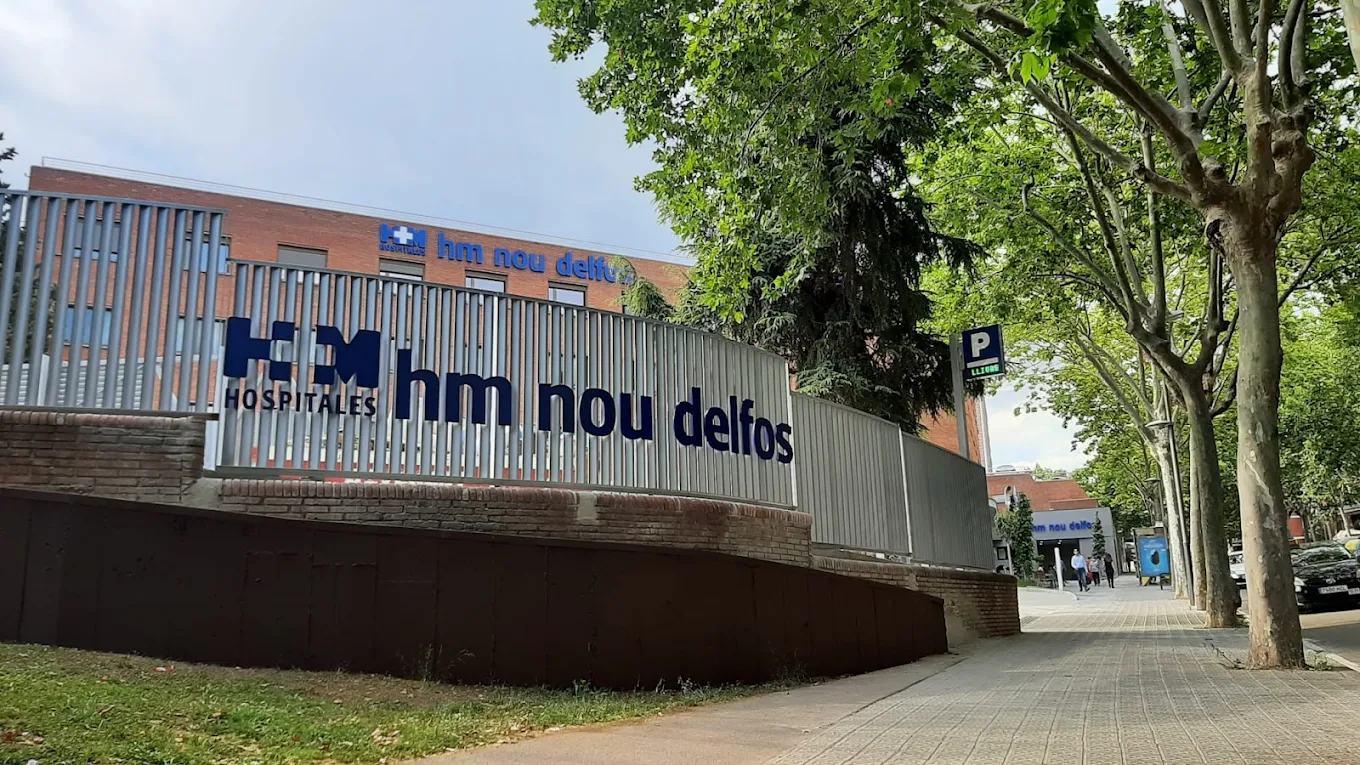 HM hm nou delfos
HOSPITALES
HM hm nou delfos
HOSPITALES
P
LLIURE
hm nou delfos